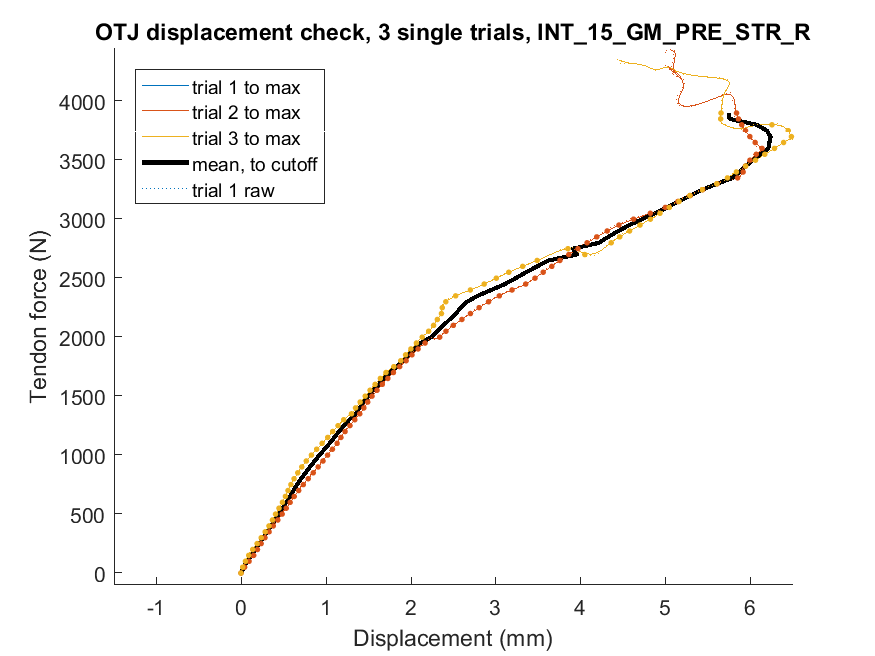 OTJ displacement check, 3 single trials, INT_15_GM_PRE_STR_R
trial 1 to max
trial 2 to max
trial 3 to max
mean, to cutoff
trial 1 raw
Tendon force (N)
4000
3500
3000
2500
2000
1500
1000
500
0
-1 0 1 2 3 4 5 6
Displacement (mm)